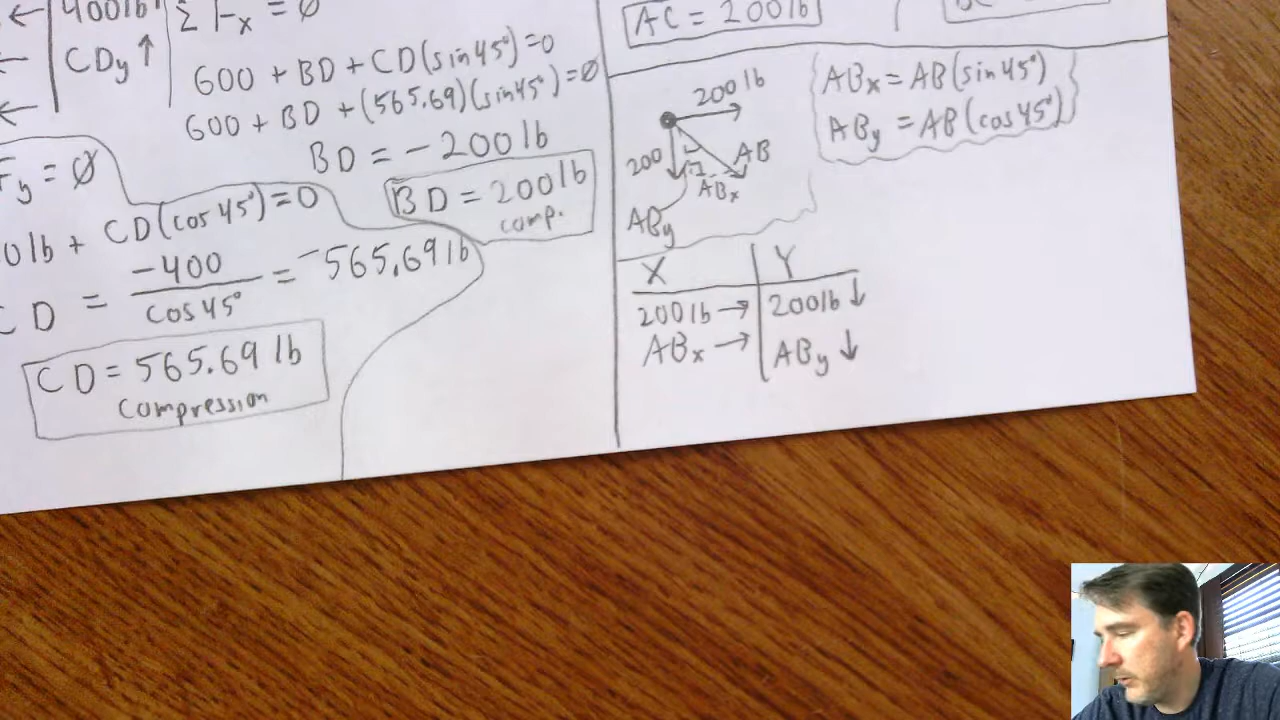 400lb
CDy ↑
Σ Fx = 0
600 + BD + CD(sin45°)=0
600 + BD + (565.69)(sin45°)=0
BD = -200lb
BD = 200lb
comp.
Fy = 0
0lb + CD(cos45°)=0
CD = -400 / cos45° = -565.69lb
CD = 565.69 lb
Compression
AC = 200lb
200lb
200
AB
ABx
ABy
ABx = AB(sin45°)
ABy = AB(cos45°)
X | Y
200lb → | 200lb ↓
ABx → | ABy ↓